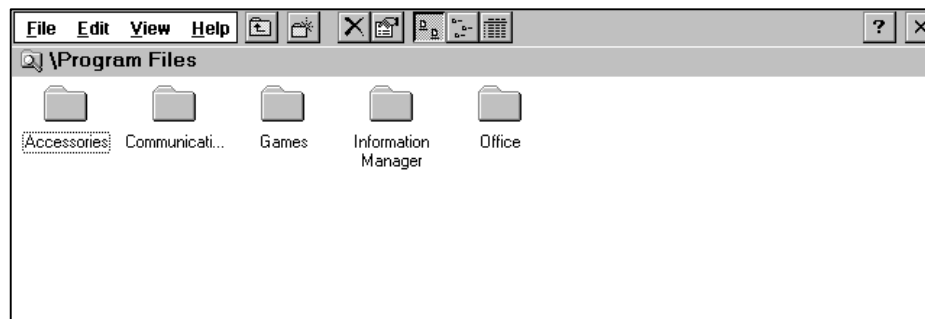 File Edit View Help ?
\Program Files
Accessories Communicati... Games Information Manager Office